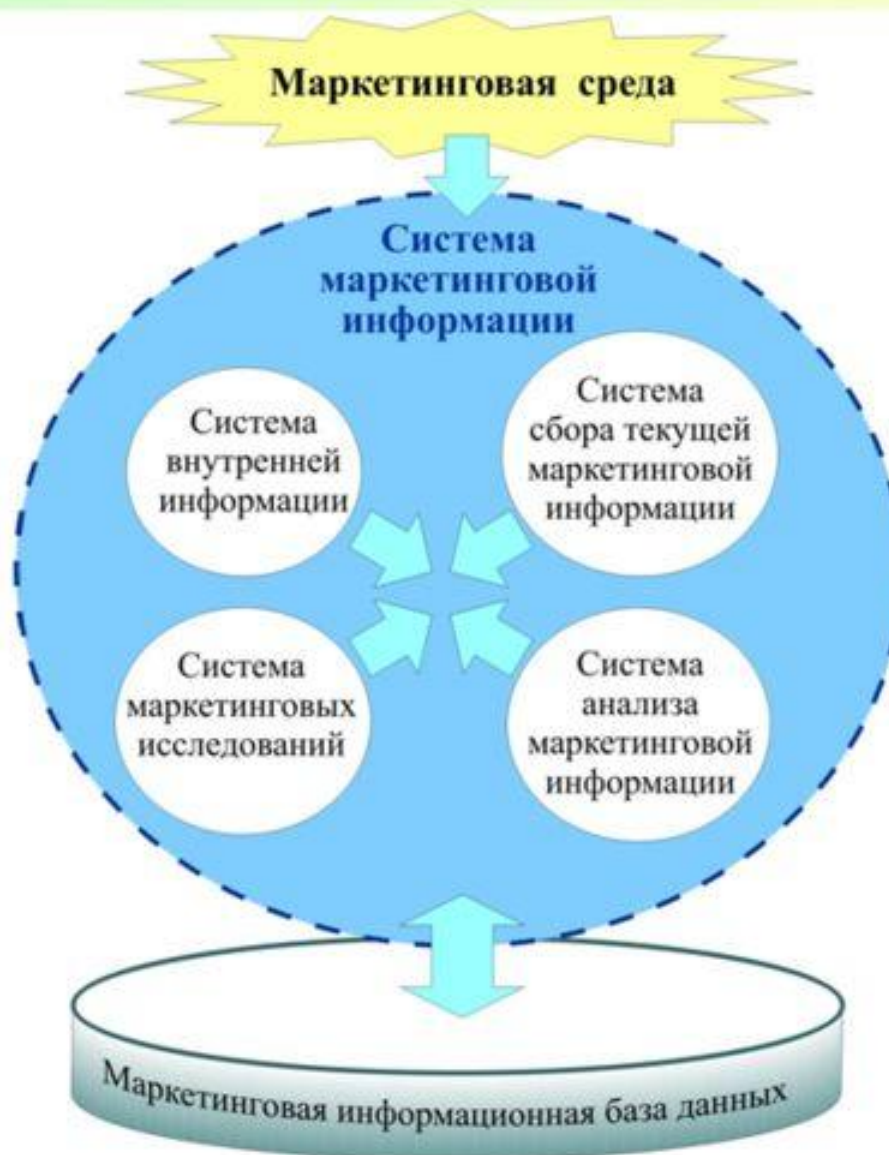 Маркетинговая среда
Система
маркетинговой
информации
Система
внутренней
информации
Система
сбора текущей
маркетинговой
информации
Система
маркетинговых
исследований
Система
анализа
маркетинговой
информации
Маркетинговая информационная база данных